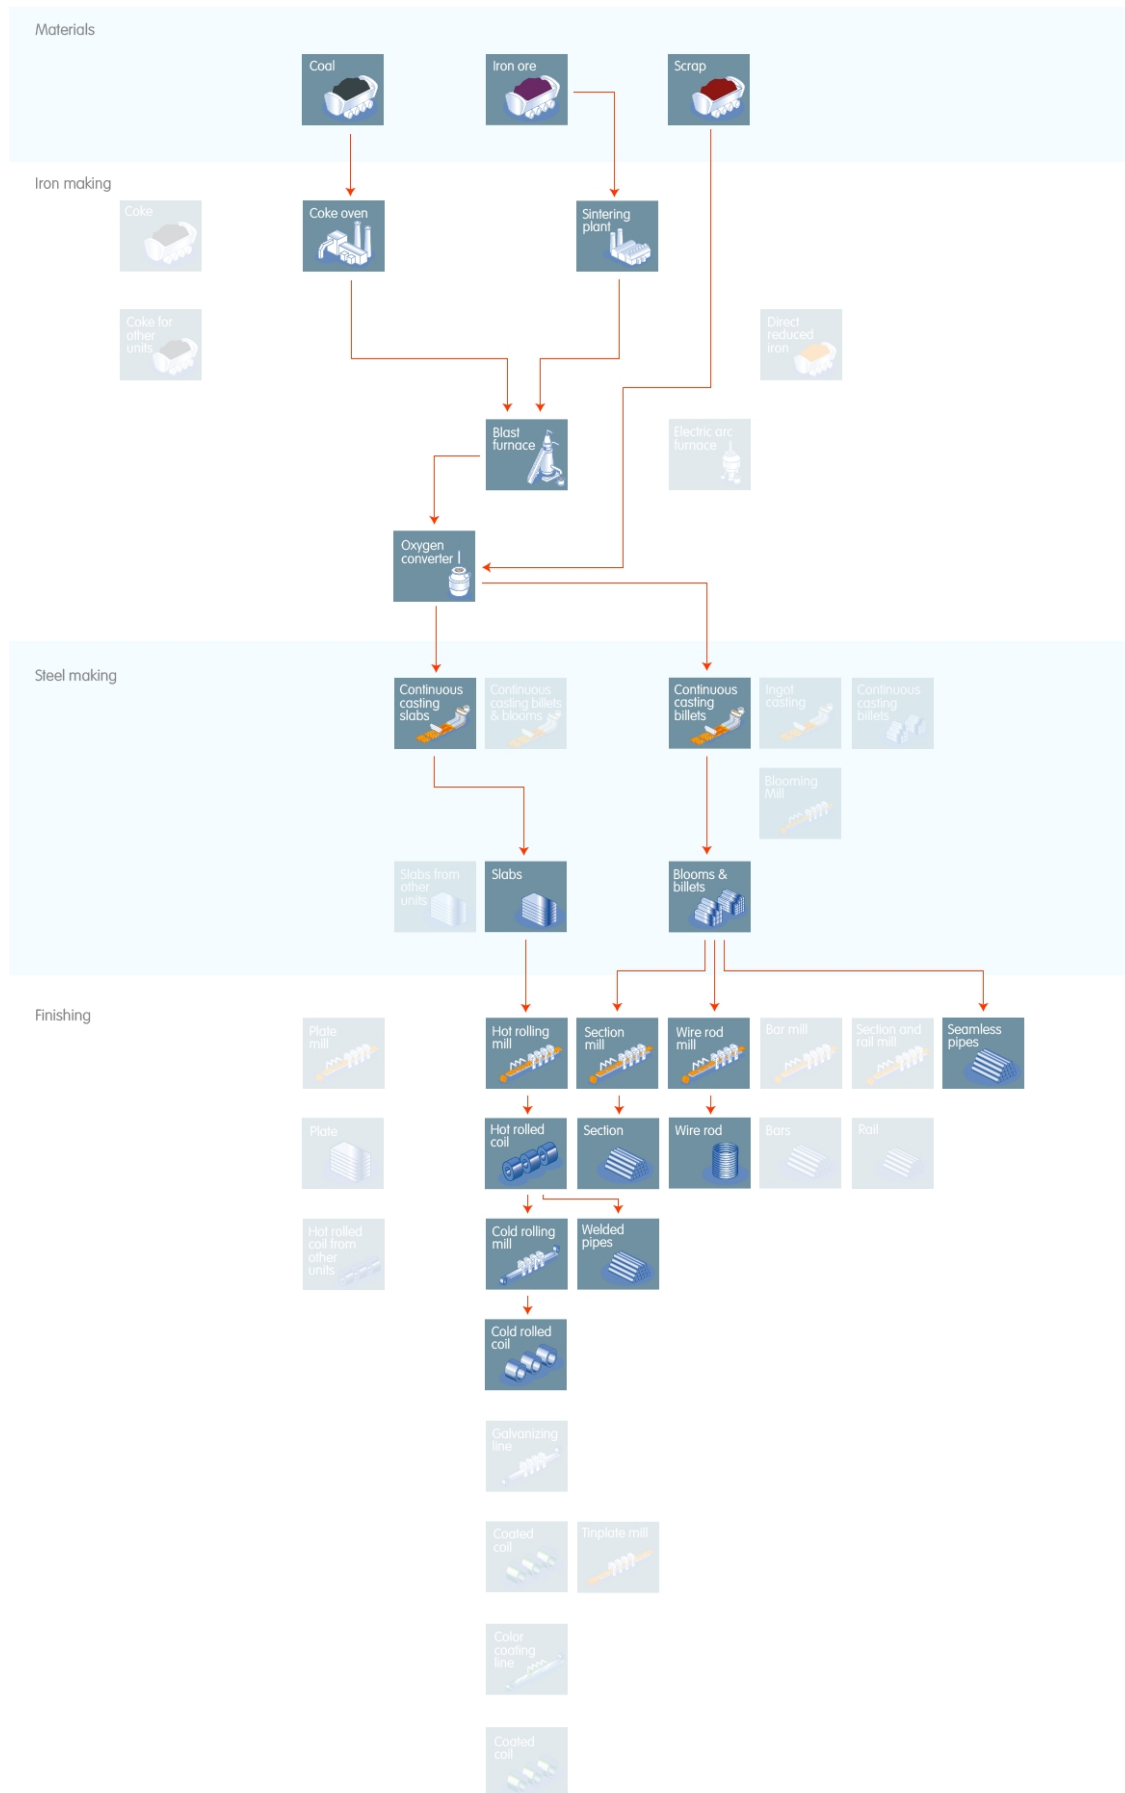 Materials
Coal
Iron ore
Scrap
Iron making
Coke
Coke oven
Sintering
plant
Coke for
other
units
Direct
reduced
iron
Blast
furnace
Electric arc
furnace
Oxygen
converter
Steel making
Continuous
casting
slabs
Continuous
casting billets
& blooms
Continuous
casting
billets
Ingot
casting
Continuous
casting
billets
Blooming
Mill
Slabs from
other
units
Slabs
Blooms &
billets
Finishing
Plate
mill
Hot rolling
mill
Section
mill
Wire rod
mill
Bar mill
Section and
rail mill
Seamless
pipes
Plate
Hot rolled
coil
Section
Wire rod
Bars
Rail
Hot rolled
coil from
other
units
Cold rolling
mill
Welded
pipes
Cold rolled
coil
Galvanizing
line
Coated
coil
Tinplate mill
Color
coating
line
Coated
coil